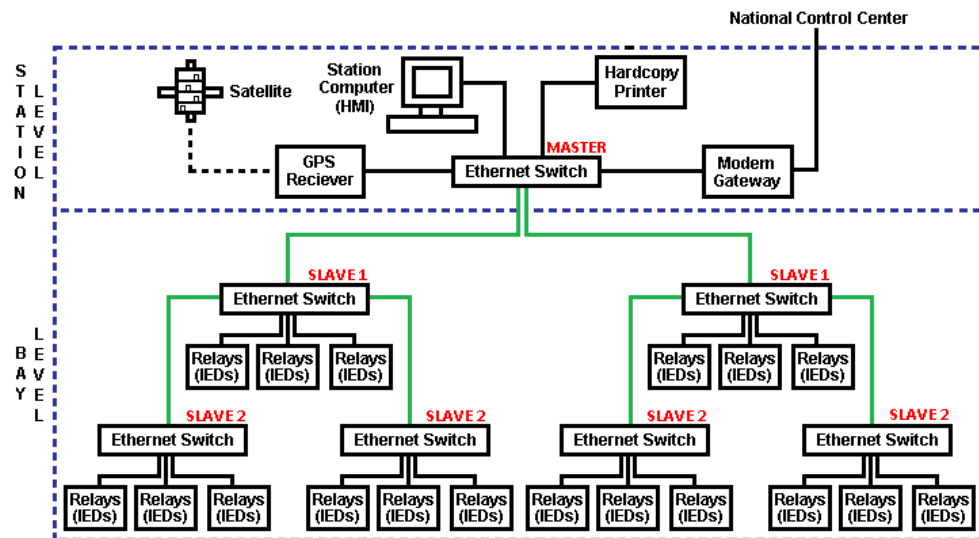 National Control Center
STATION
LEVEL
Satellite
Station
Computer
(HMI)
Hardcopy
Printer
MASTER
GPS
Reciever
Ethernet Switch
Modem
Gateway
BAY
LEVEL
SLAVE 1
Ethernet Switch
SLAVE 1
Ethernet Switch
Relays
(IEDs)
Relays
(IEDs)
Relays
(IEDs)
Relays
(IEDs)
Relays
(IEDs)
Relays
(IEDs)
SLAVE 2
Ethernet Switch
SLAVE 2
Ethernet Switch
SLAVE 2
Ethernet Switch
SLAVE 2
Ethernet Switch
Relays
(IEDs)
Relays
(IEDs)
Relays
(IEDs)
Relays
(IEDs)
Relays
(IEDs)
Relays
(IEDs)
Relays
(IEDs)
Relays
(IEDs)
Relays
(IEDs)
Relays
(IEDs)
Relays
(IEDs)
Relays
(IEDs)